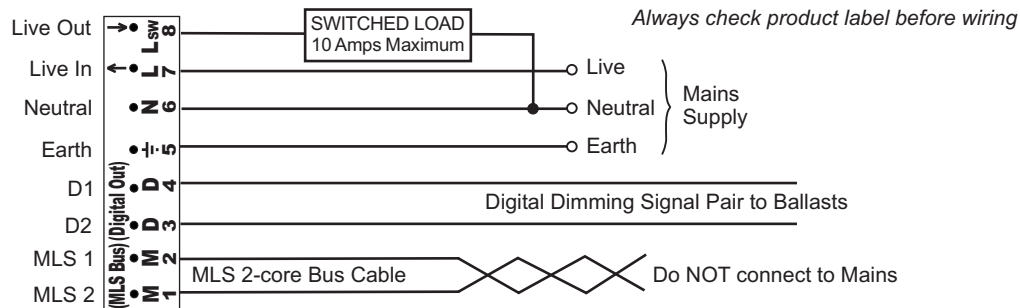 Always check product label before wiring
Live Out
Lsw 8
SWITCHED LOAD
10 Amps Maximum
Live In
L 7
Live
Neutral
N 6
Neutral
Mains
Supply
Earth
5
Earth
D1
D 4
(Digital Out)
Digital Dimming Signal Pair to Ballasts
D2
D 3
MLS 1
M 2
(MLS Bus)
MLS 2-core Bus Cable
Do NOT connect to Mains
MLS 2
M 1